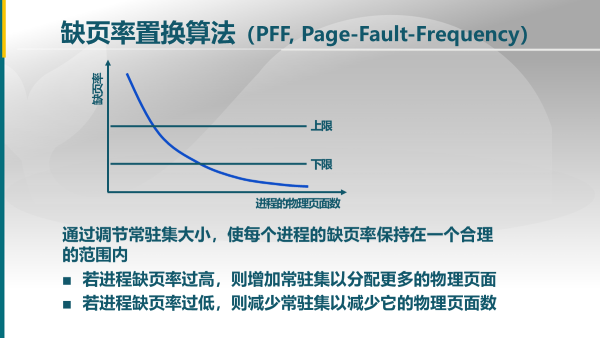 缺页率置换算法（PFF, Page-Fault-Frequency）
缺页率
上限
下限
进程的物理页面数
通过调节常驻集大小，使每个进程的缺页率保持在一个合理
的范围内
■ 若进程缺页率过高，则增加常驻集以分配更多的物理页面
■ 若进程缺页率过低，则减少常驻集以减少它的物理页面数